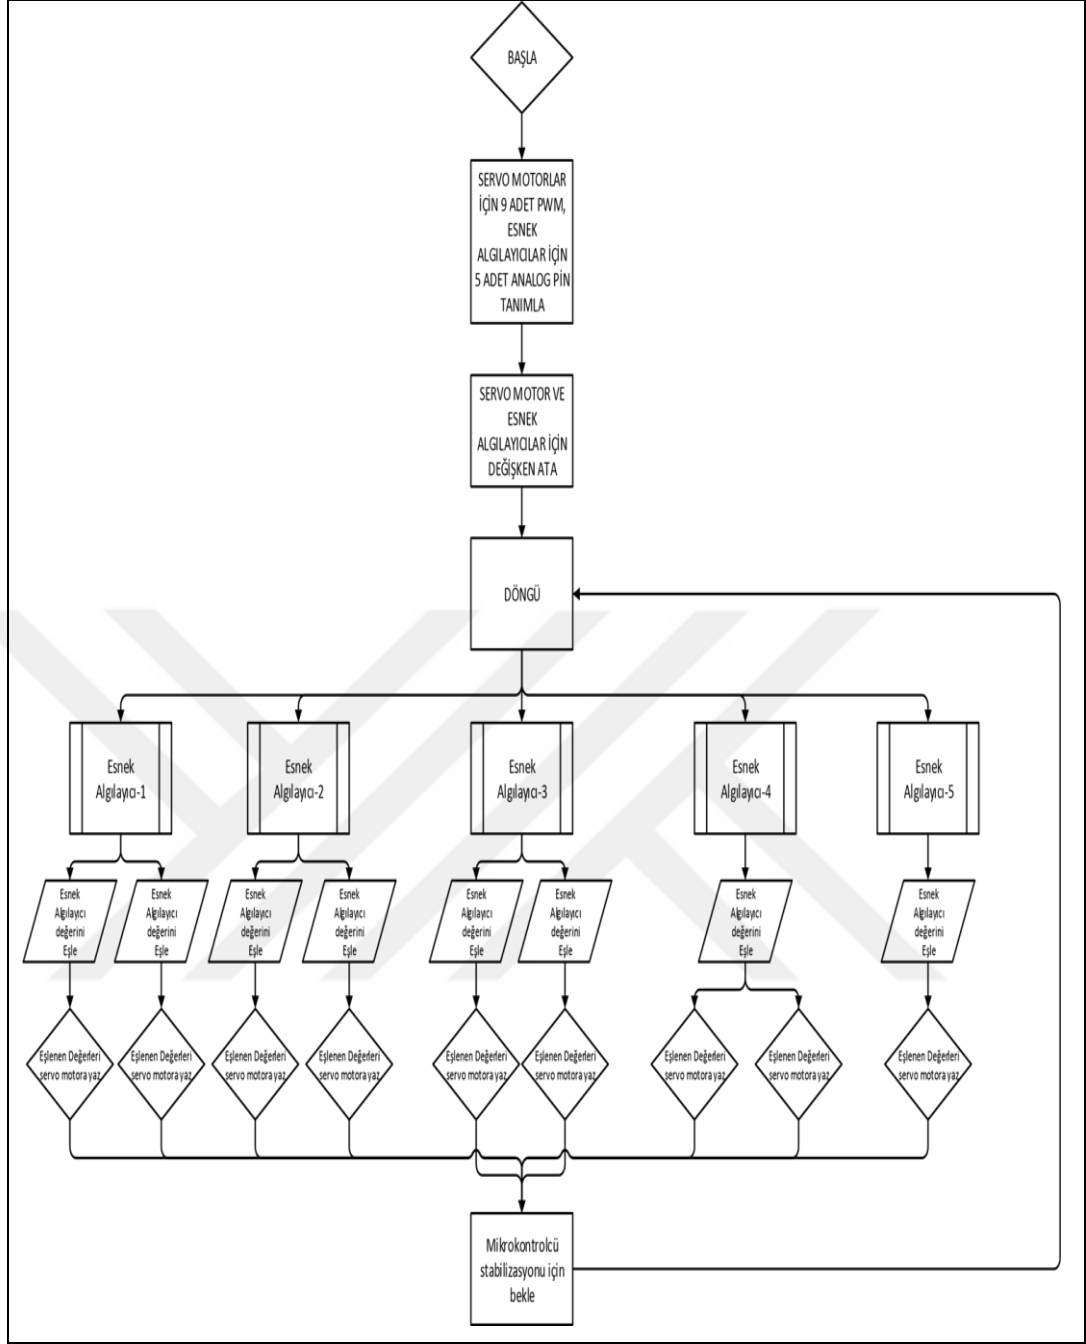 BAŞLA
SERVO MOTORLAR
İÇİN 9 ADET PWM,
ESNEK
ALGILAYICILAR İÇİN
5 ADET ANALOG PİN
TANIMLA
SERVO MOTOR VE
ESNEK
ALGILAYICILAR İÇİN
DEĞİŞKEN ATA
DÖNGÜ
Esnek
Algılayıcı-1
Esnek
Algılayıcı-2
Esnek
Algılayıcı-3
Esnek
Algılayıcı-4
Esnek
Algılayıcı-5
Esnek
Algılayıcı
değerini
Eşle
Esnek
Algılayıcı
değerini
Eşle
Esnek
Algılayıcı
değerini
Eşle
Esnek
Algılayıcı
değerini
Eşle
Esnek
Algılayıcı
değerini
Eşle
Esnek
Algılayıcı
değerini
Eşle
Esnek
Algılayıcı
değerini
Eşle
Esnek
Algılayıcı
değerini
Eşle
Eşlenen Değerleri
servo motora yaz
Eşlenen Değerleri
servo motora yaz
Eşlenen Değerleri
servo motora yaz
Eşlenen Değerleri
servo motora yaz
Eşlenen Değerleri
servo motora yaz
Eşlenen Değerleri
servo motora yaz
Eşlenen Değerleri
servo motora yaz
Eşlenen Değerleri
servo motora yaz
Eşlenen Değerleri
servo motora yaz
Mikrokontrolcü
stabilizasyonu için
bekle